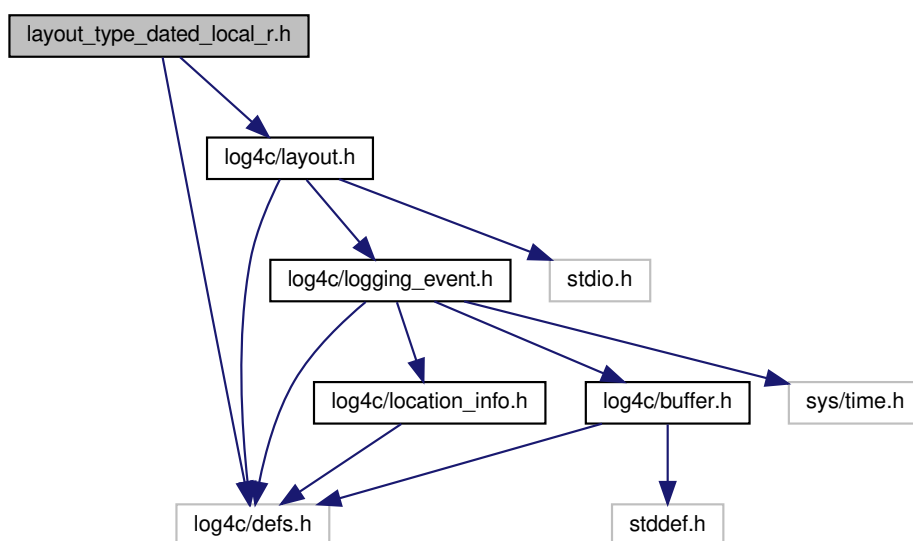 layout_type_dated_local_r.h
log4c/layout.h
log4c/logging_event.h
stdio.h
log4c/location_info.h
log4c/buffer.h
sys/time.h
log4c/defs.h
stddef.h